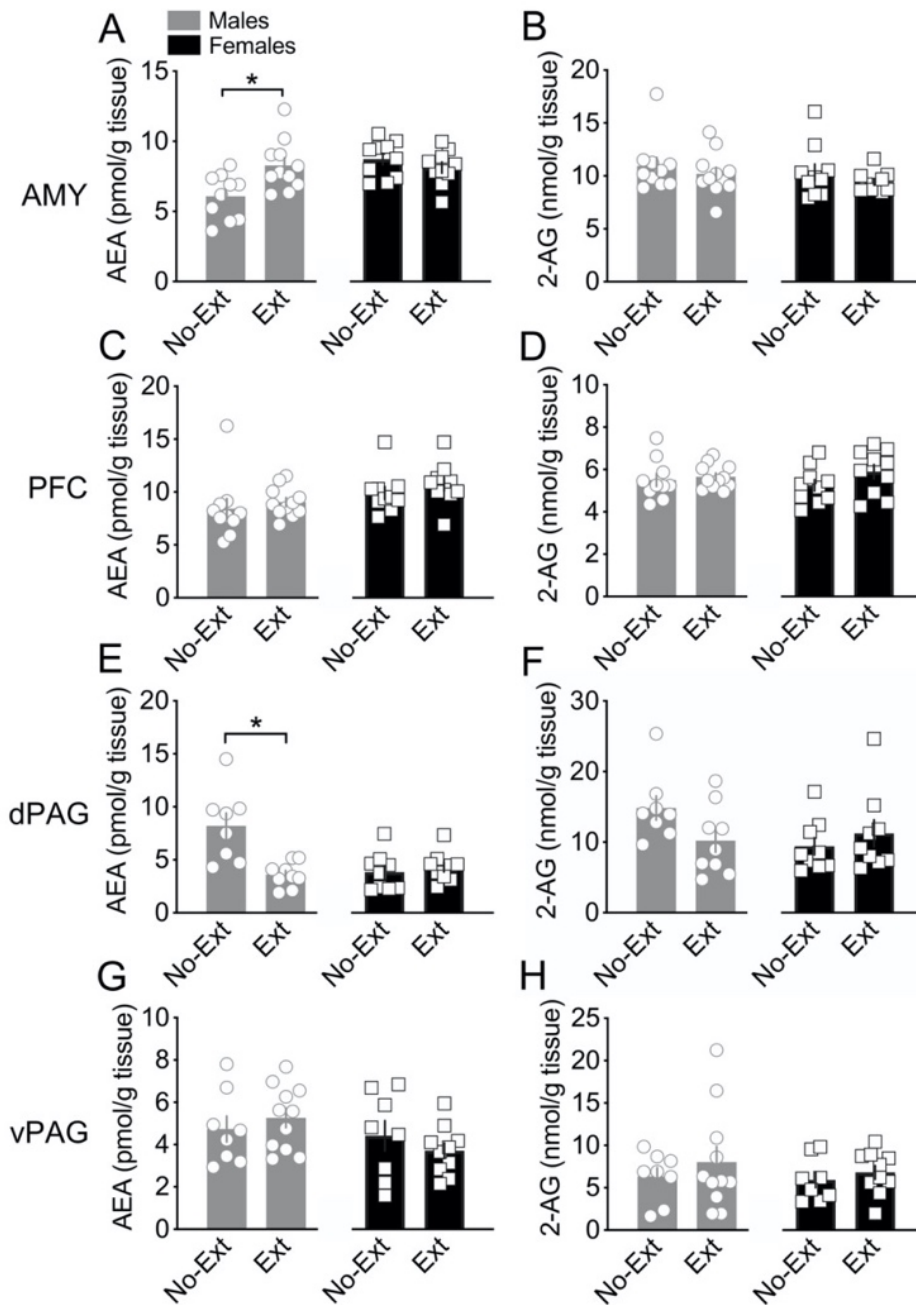 A
Males
Females
B
AMY
AEA (pmol/g tissue)
15
10
5
0
*
No-Ext
Ext
No-Ext
Ext
2-AG (nmol/g tissue)
20
15
10
5
0
No-Ext
Ext
No-Ext
Ext
C
D
PFC
AEA (pmol/g tissue)
20
15
10
5
0
No-Ext
Ext
No-Ext
Ext
2-AG (nmol/g tissue)
10
8
6
4
2
0
No-Ext
Ext
No-Ext
Ext
E
F
dPAG
AEA (pmol/g tissue)
20
15
10
5
0
*
No-Ext
Ext
No-Ext
Ext
2-AG (nmol/g tissue)
30
20
10
0
No-Ext
Ext
No-Ext
Ext
G
H
vPAG
AEA (pmol/g tissue)
10
8
6
4
2
0
No-Ext
Ext
No-Ext
Ext
2-AG (nmol/g tissue)
25
20
15
10
5
0
No-Ext
Ext
No-Ext
Ext